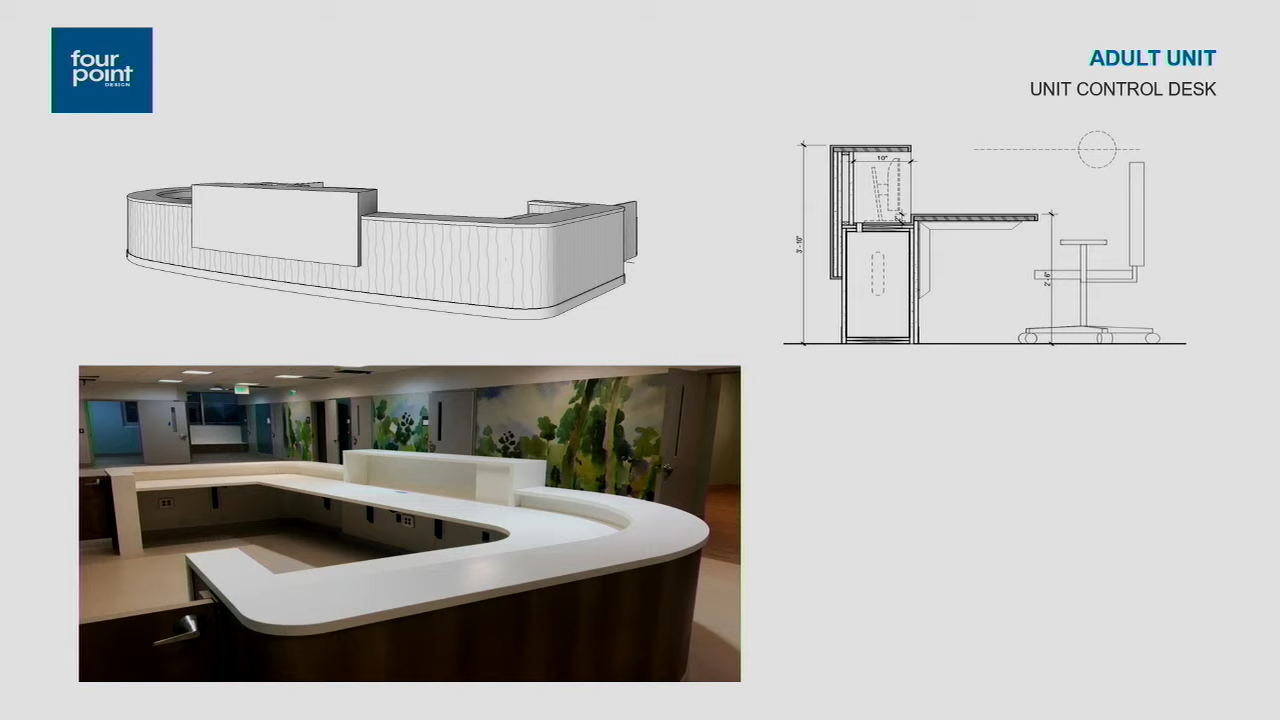 four
point
DESIGN
ADULT UNIT
UNIT CONTROL DESK
10"
3'-10"
2'-6"